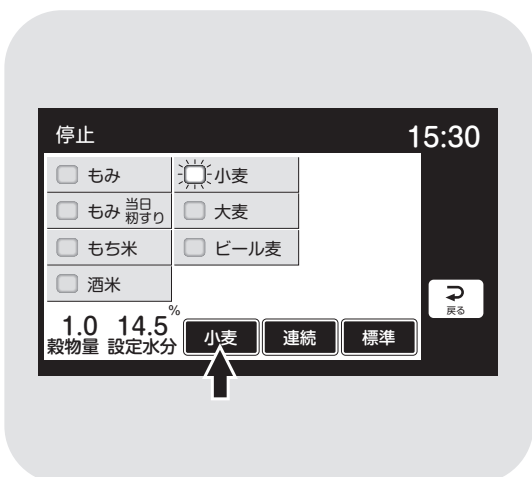 停止 15:30
もみ 小麦
もみ 当日籾すり 大麦
もち米 ビール麦
酒米
戻る
%
1.0 14.5
穀物量 設定水分
小麦 連続 標準